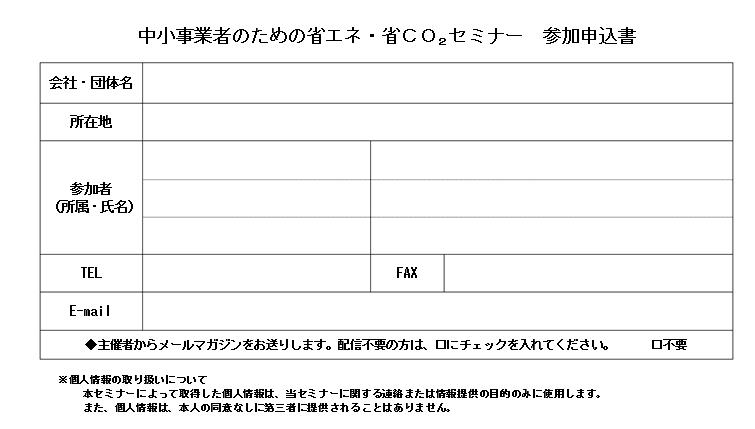 中小事業者のための省エネ・省ＣＯ₂セミナー　参加申込書
会社・団体名
所在地
参加者
（所属・氏名）
TEL
FAX
E-mail
◆主催者からメールマガジンをお送りします。配信不要の方は、□にチェックを入れてください。　　□不要
※個人情報の取り扱いについて
本セミナーによって取得した個人情報は、当セミナーに関する連絡または情報提供の目的のみに使用します。
また、個人情報は、本人の同意なしに第三者に提供されることはありません。